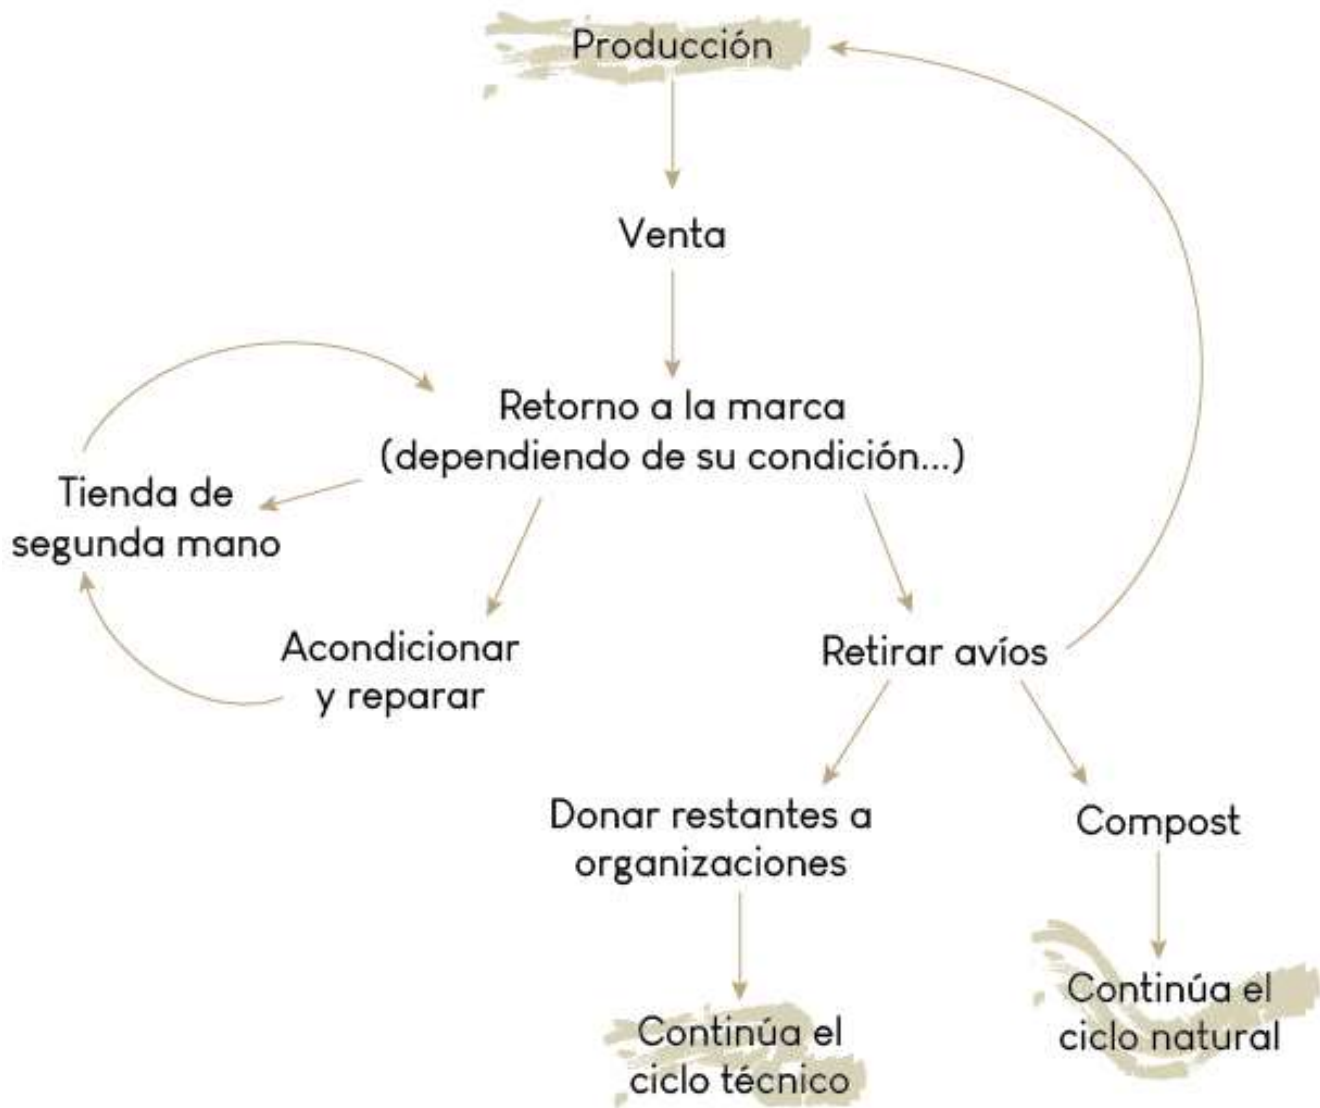 Producción
Venta
Retorno a la marca
(dependiendo de su condición...)
Tienda de
segunda mano
Acondicionar
y reparar
Retirar avíos
Donar restantes a
organizaciones
Compost
Continúa el
ciclo técnico
Continúa el
ciclo natural